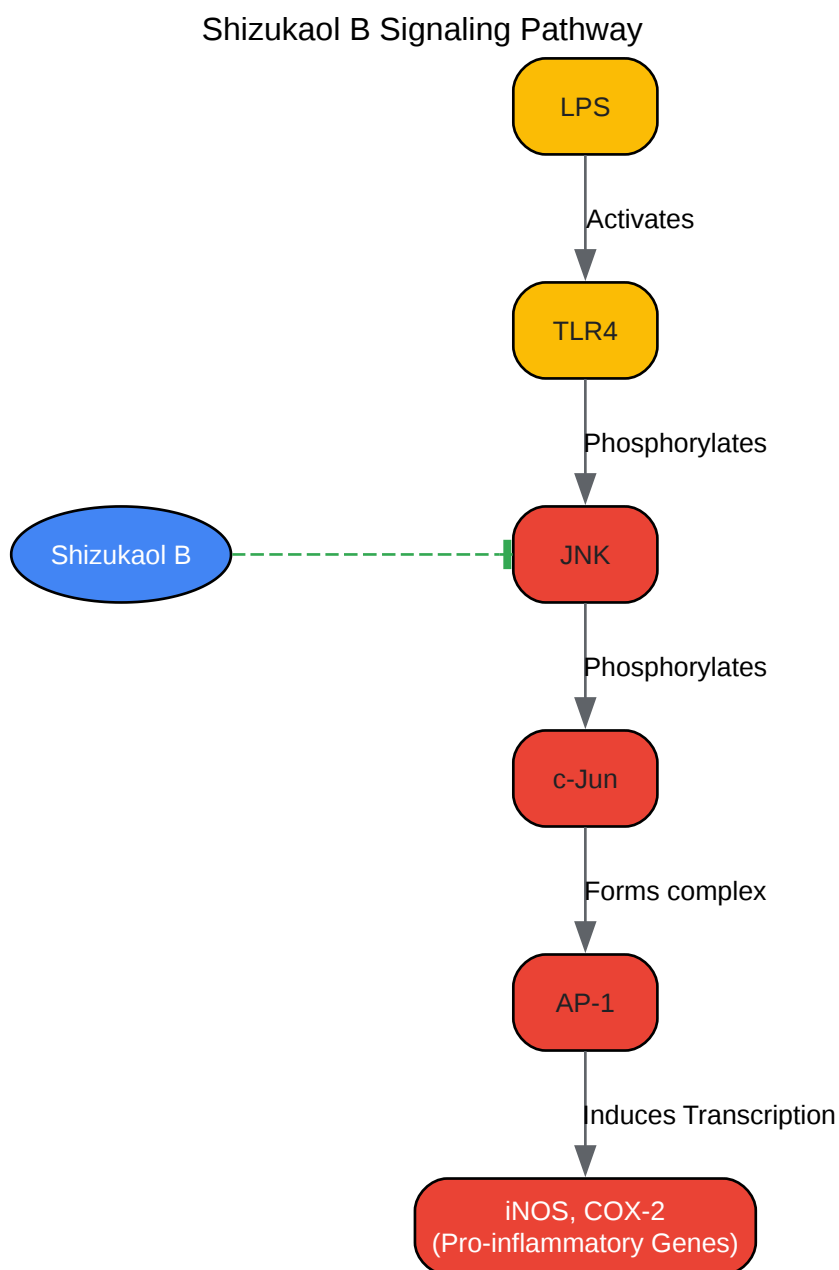 Shizukaol B Signaling Pathway
LPS
Activates
TLR4
Phosphorylates
Shizukaol B
JNK
Phosphorylates
c-Jun
Forms complex
AP-1
Induces Transcription
iNOS, COX-2
(Pro-inflammatory Genes)